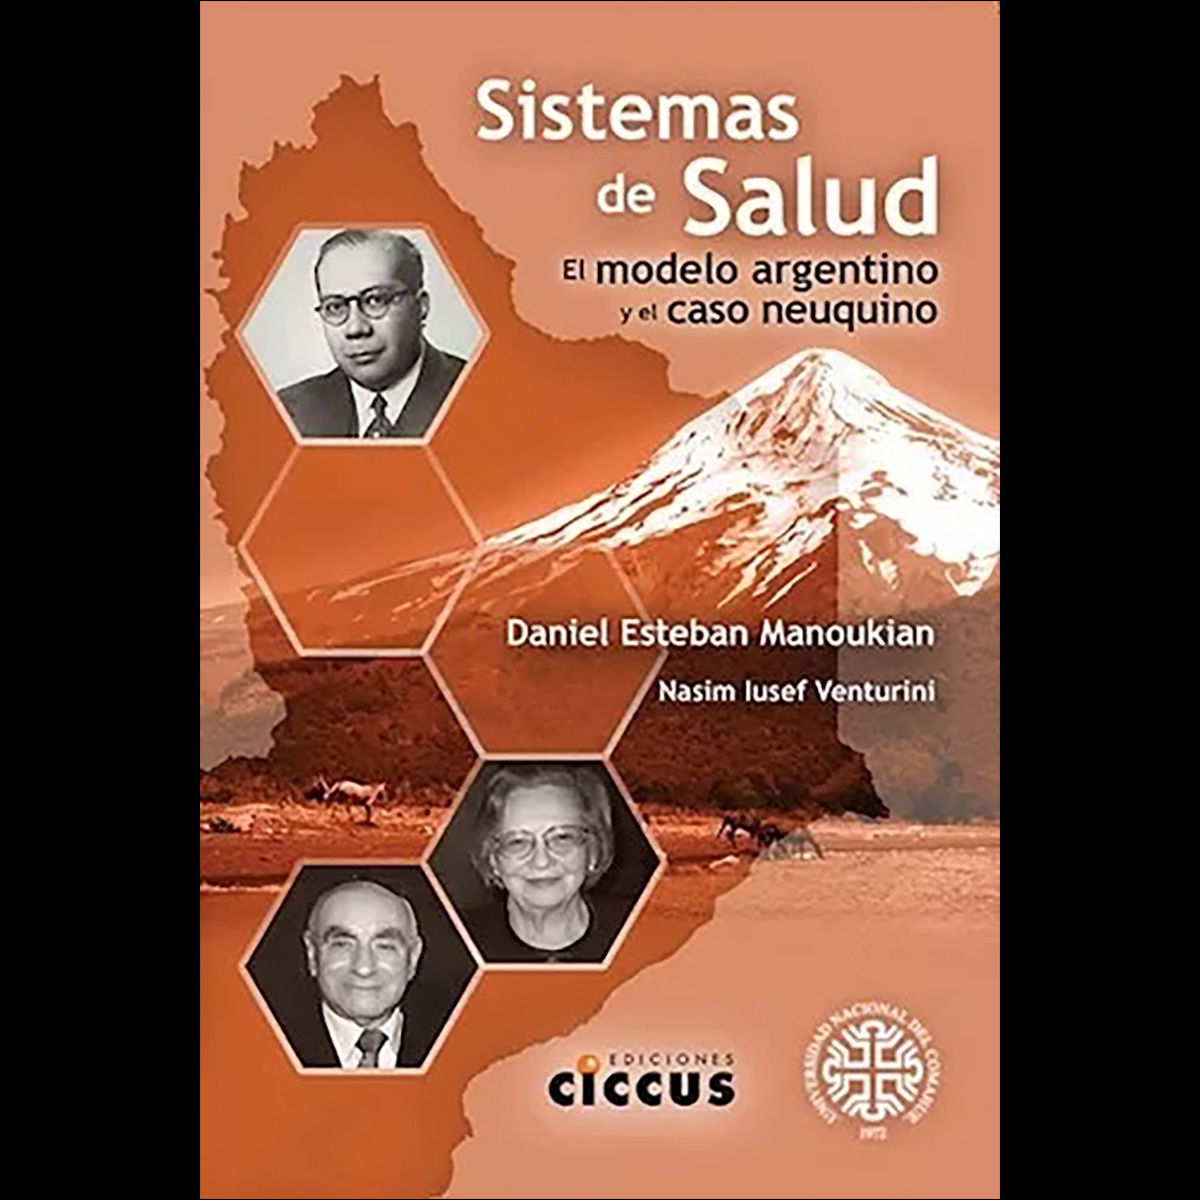 Sistemas
de Salud
El modelo argentino
y el caso neuquino
Daniel Esteban Manoukian
Nasim Iusef Venturini
EDICIONES
CICCUS
UNIVERSIDAD NACIONAL DEL COMAHUE
1972